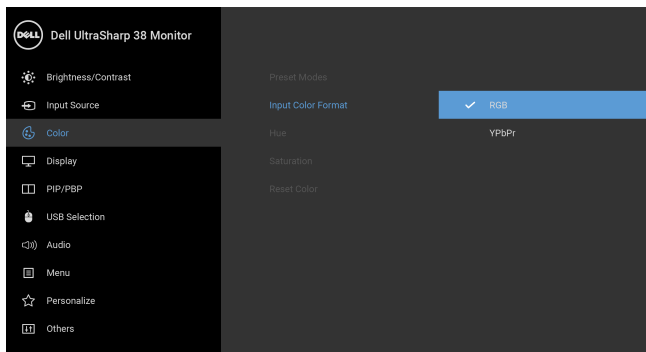 DELL Dell UltraSharp 38 Monitor
Brightness/Contrast
Input Source
Color
Display
PIP/PBP
USB Selection
Audio
Menu
Personalize
Others
Preset Modes
Input Color Format
Hue
Saturation
Reset Color
RGB
YPbPr